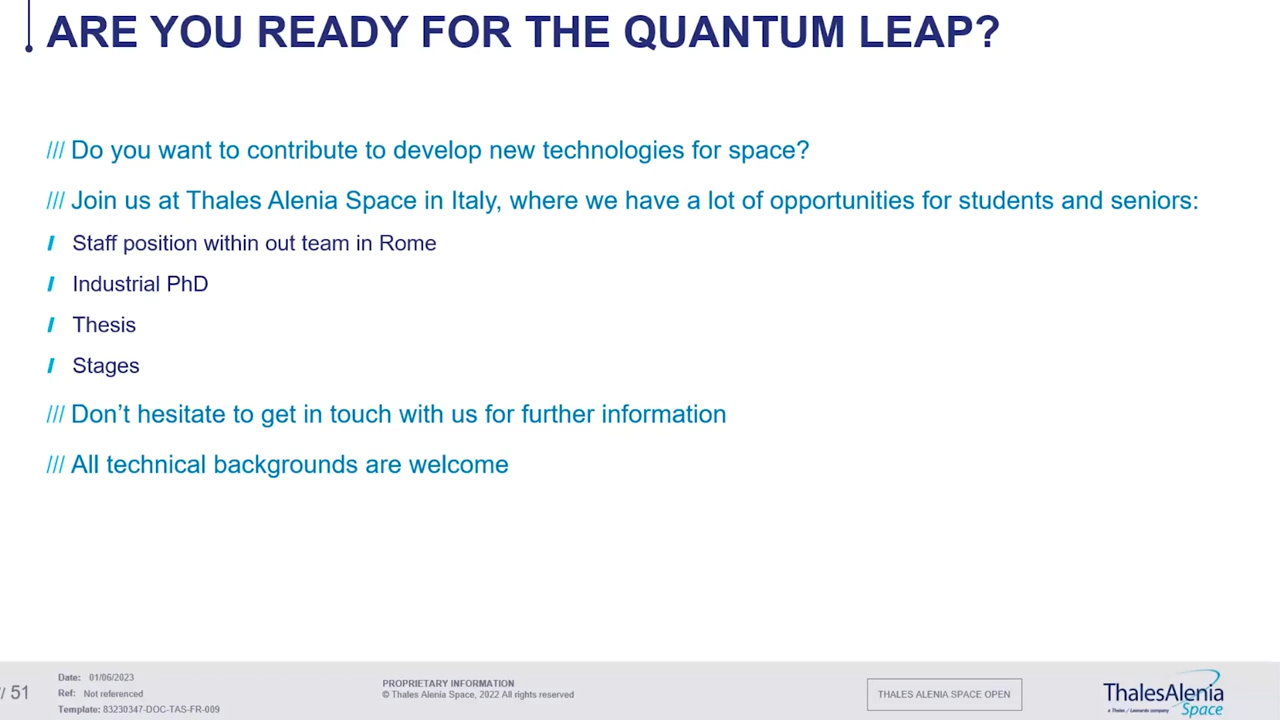 ARE YOU READY FOR THE QUANTUM LEAP?
/// Do you want to contribute to develop new technologies for space?
/// Join us at Thales Alenia Space in Italy, where we have a lot of opportunities for students and seniors:
/ Staff position within out team in Rome
/ Industrial PhD
/ Thesis
/ Stages
/// Don't hesitate to get in touch with us for further information
/// All technical backgrounds are welcome
/ 51
Date: 01/06/2023
Ref: Not referenced
Template: 83230347-DOC-TAS-FR-009
PROPRIETARY INFORMATION
© Thales Alenia Space, 2022 All rights reserved
THALES ALENIA SPACE OPEN
ThalesAlenia
a Thales / Leonardo company
Space